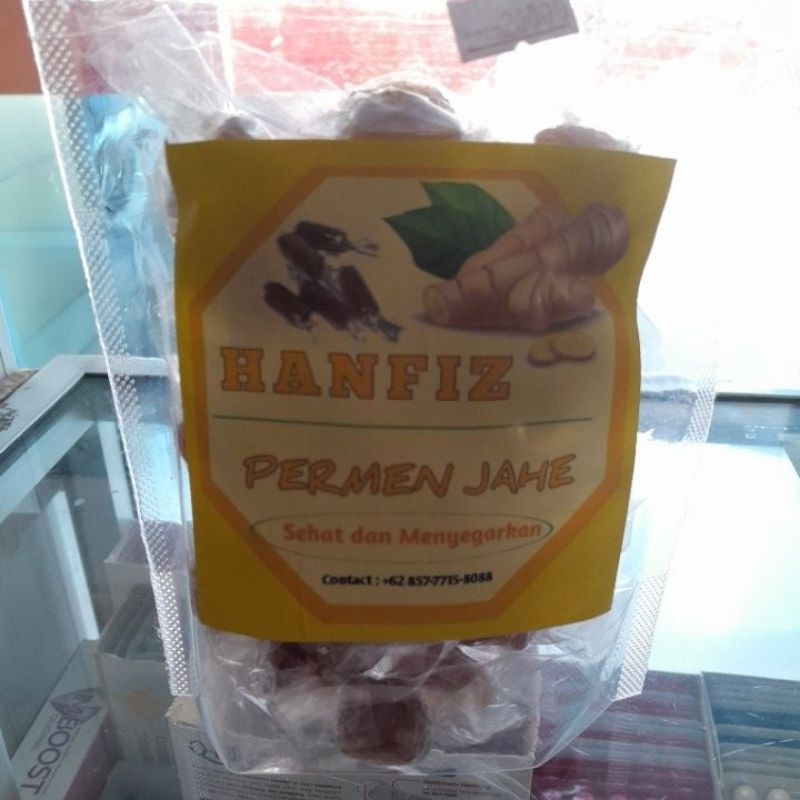 HANFIZ
PERMEN JAHE
Sehat dan Menyegarkan
Contact : +62 857-7715-8088
BOOST